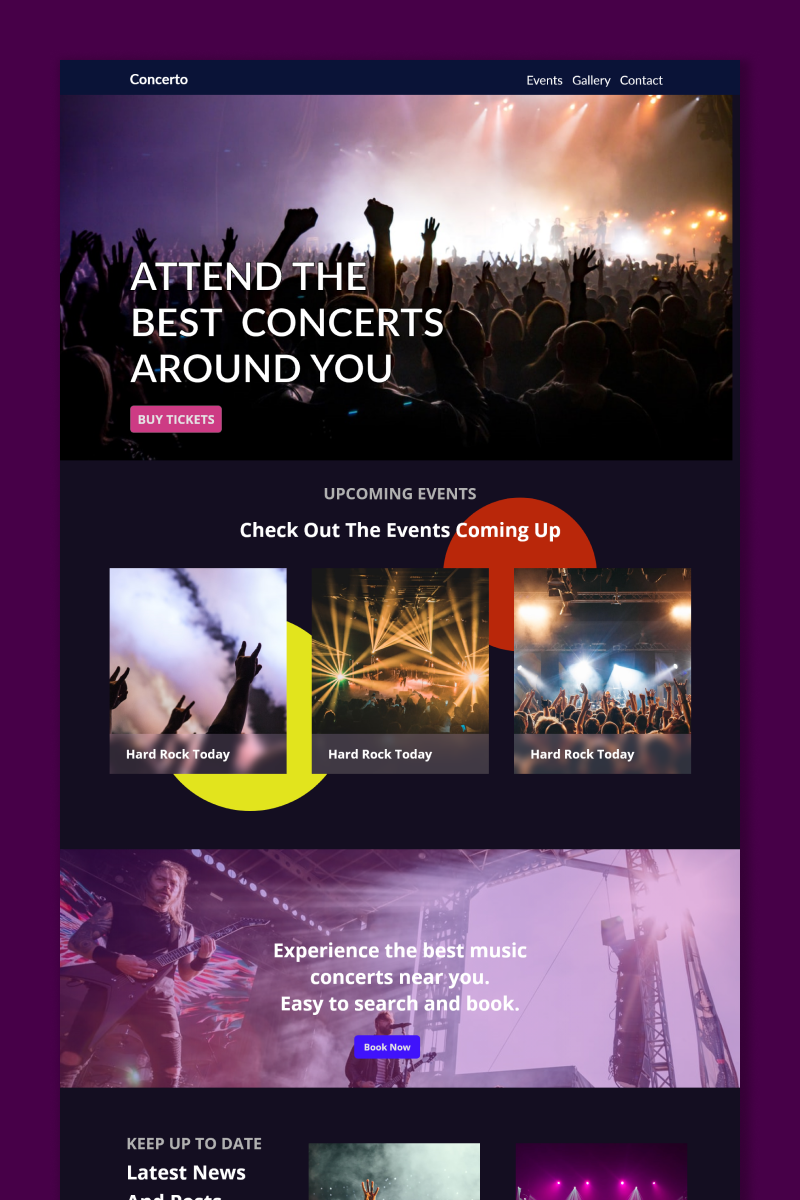 Concerto
Events Gallery Contact
ATTEND THE
BEST CONCERTS
AROUND YOU
BUY TICKETS
UPCOMING EVENTS
Check Out The Events Coming Up
Hard Rock Today
Hard Rock Today
Hard Rock Today
Experience the best music
concerts near you.
Easy to search and book.
Book Now
KEEP UP TO DATE
Latest News
And Posts